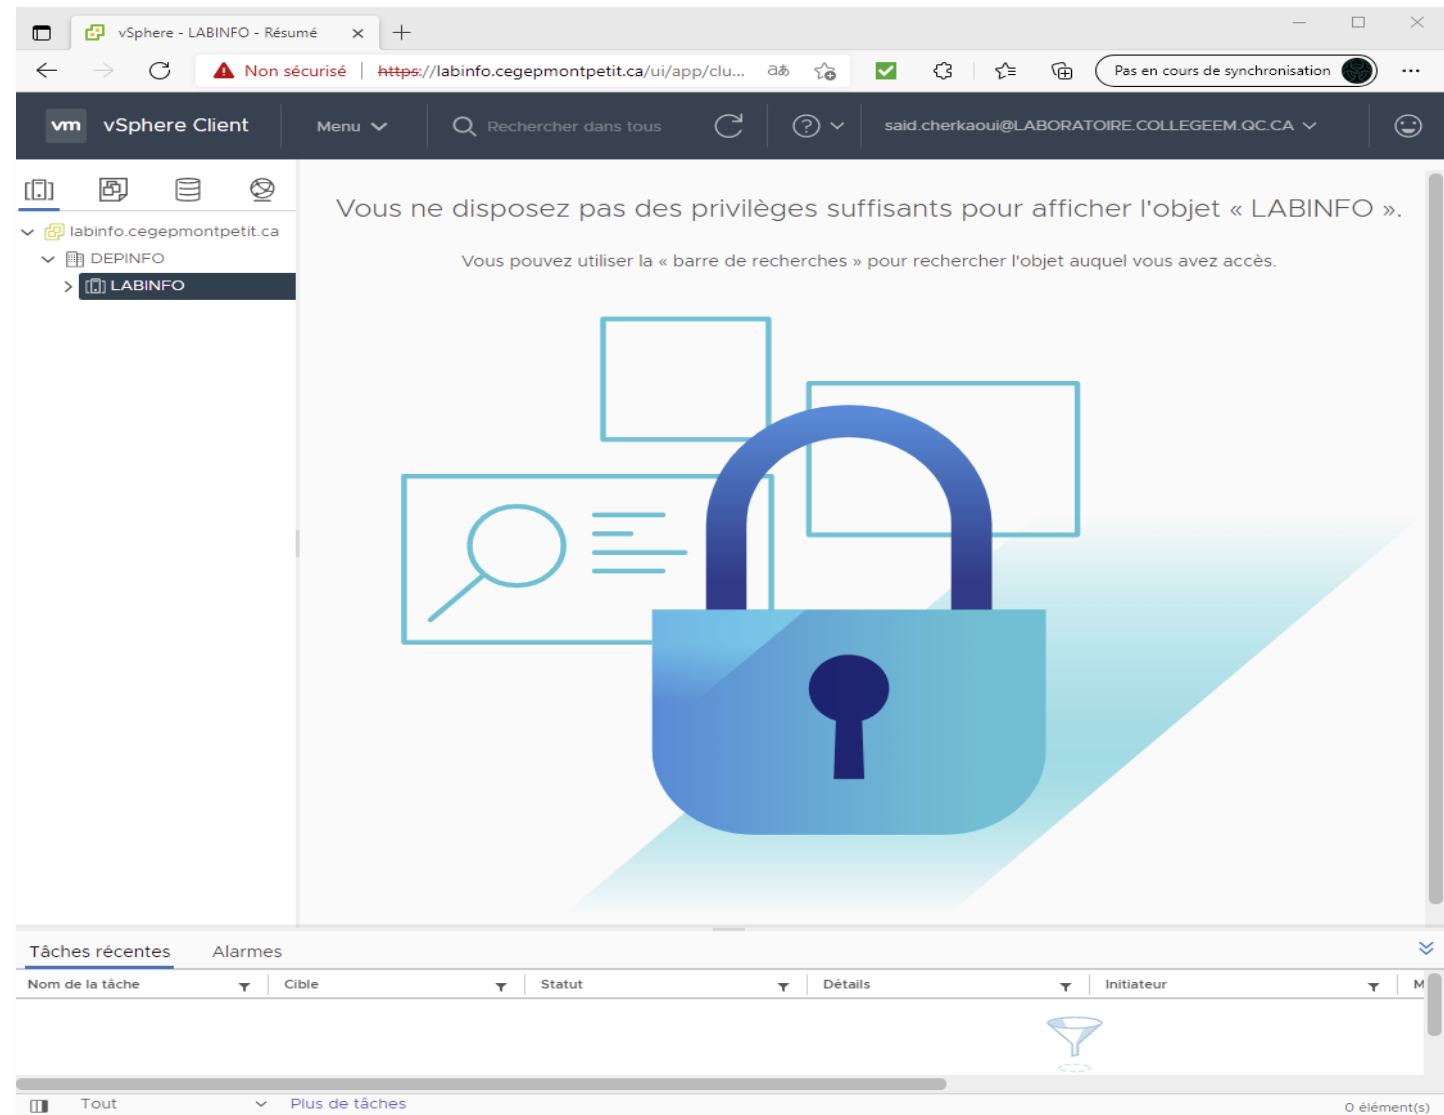 vSphere - LABINFO - Résumé
Non sécurisé | https://labinfo.cegepmontpetit.ca/ui/app/clu... aあ Pas en cours de synchronisation
vm vSphere Client Menu Rechercher dans tous said.cherkaoui@LABORATOIRE.COLLEGEEM.QC.CA
labinfo.cegepmontpetit.ca
DEPINFO
LABINFO
Vous ne disposez pas des privilèges suffisants pour afficher l'objet « LABINFO ».
Vous pouvez utiliser la « barre de recherches » pour rechercher l'objet auquel vous avez accès.
Tâches récentes Alarmes
Nom de la tâche Cible Statut Détails Initiateur M
Tout Plus de tâches 0 élément(s)